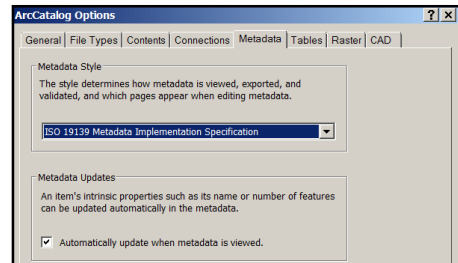 ArcCatalog Options
General File Types Contents Connections Metadata Tables Raster CAD
Metadata Style
The style determines how metadata is viewed, exported, and
validated, and which pages appear when editing metadata.
ISO 19139 Metadata Implementation Specification
Metadata Updates
An item's intrinsic properties such as its name or number of features
can be updated automatically in the metadata.
Automatically update when metadata is viewed.